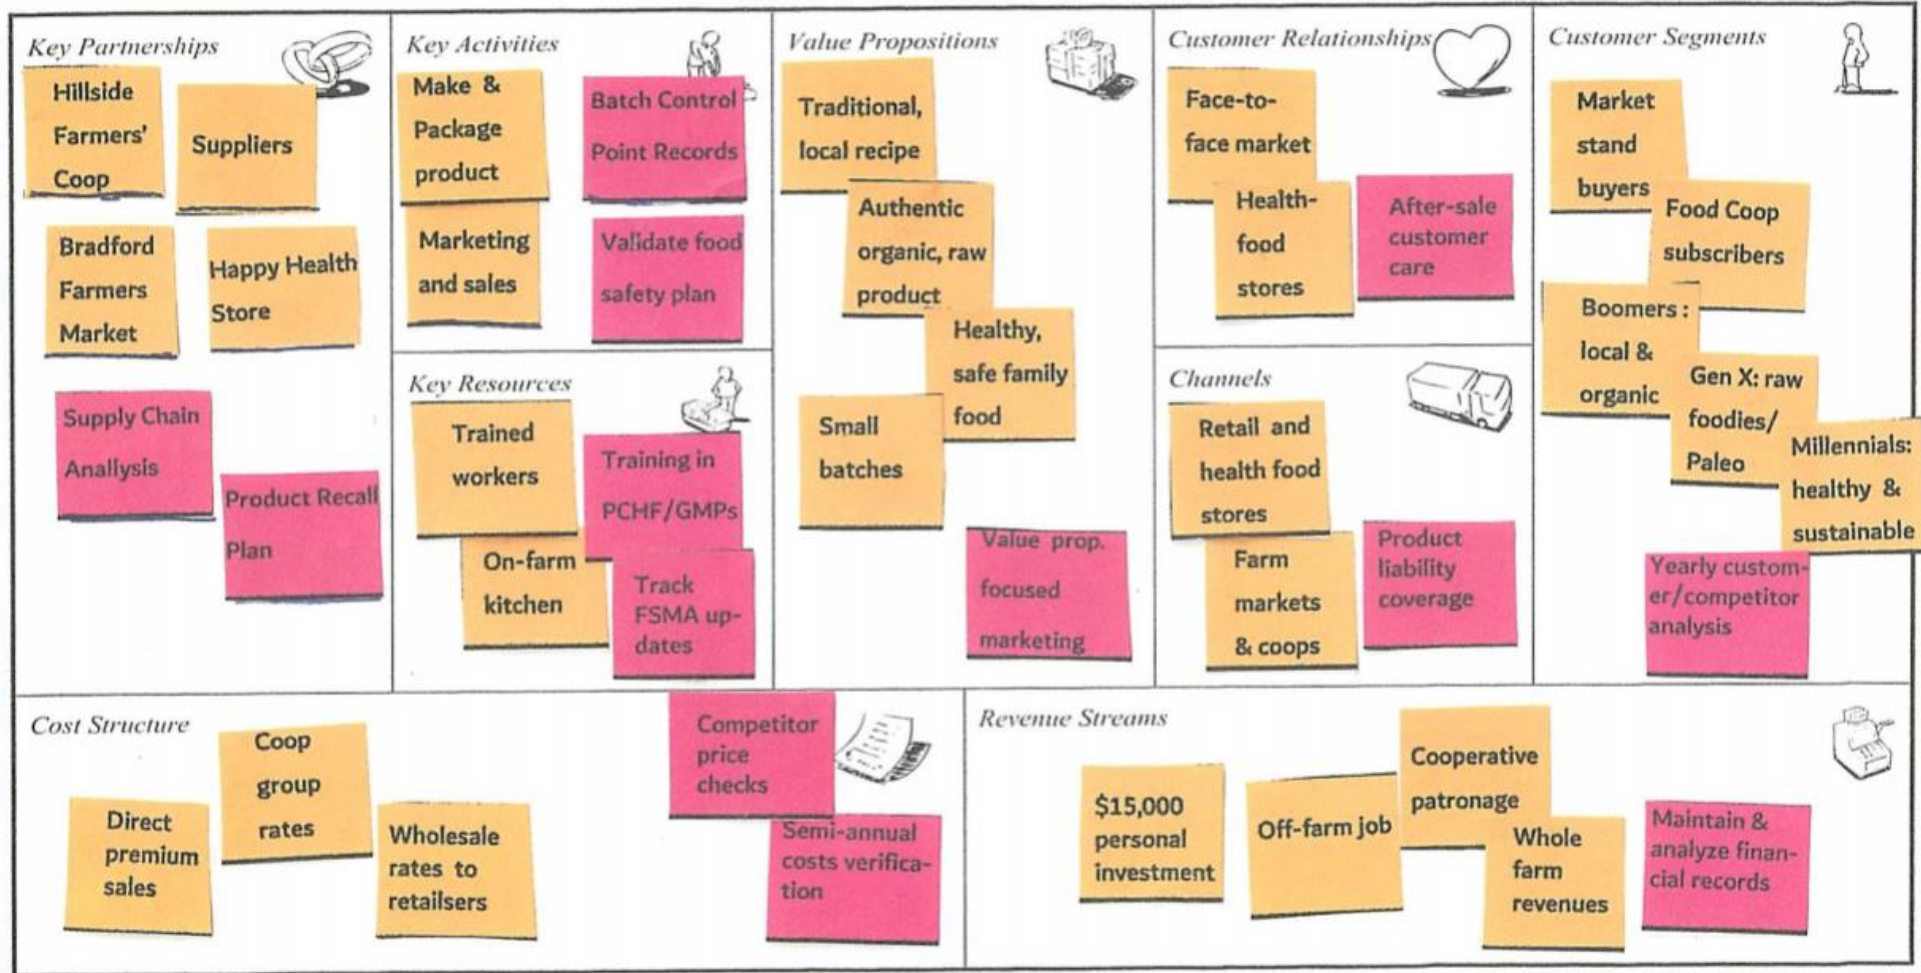 Key Partnerships
Hillside
Farmers'
Coop
Suppliers
Bradford
Farmers
Market
Happy Health
Store
Supply Chain
Anallysis
Product Recall
Plan
Key Activities
Make &
Package
product
Batch Control
Point Records
Marketing
and sales
Validate food
safety plan
Key Resources
Trained
workers
Training in
PCHF/GMPs
On-farm
kitchen
Track
FSMA up-
dates
Value Propositions
Traditional,
local recipe
Authentic
organic, raw
product
Healthy,
safe family
food
Small
batches
Value prop.
focused
marketing
Customer Relationships
Face-to-
face market
Health-
food
stores
After-sale
customer
care
Channels
Retail and
health food
stores
Farm
markets
& coops
Product
liability
coverage
Customer Segments
Market
stand
buyers
Food Coop
subscribers
Boomers :
local &
organic
Gen X: raw
foodies/
Paleo
Millennials:
healthy &
sustainable
Yearly custom-
er/competitor
analysis
Cost Structure
Direct
premium
sales
Coop
group
rates
Wholesale
rates to
retailsers
Competitor
price
checks
Semi-annual
costs verifica-
tion
Revenue Streams
$15,000
personal
investment
Off-farm job
Cooperative
patronage
Whole
farm
revenues
Maintain &
analyze finan-
cial records